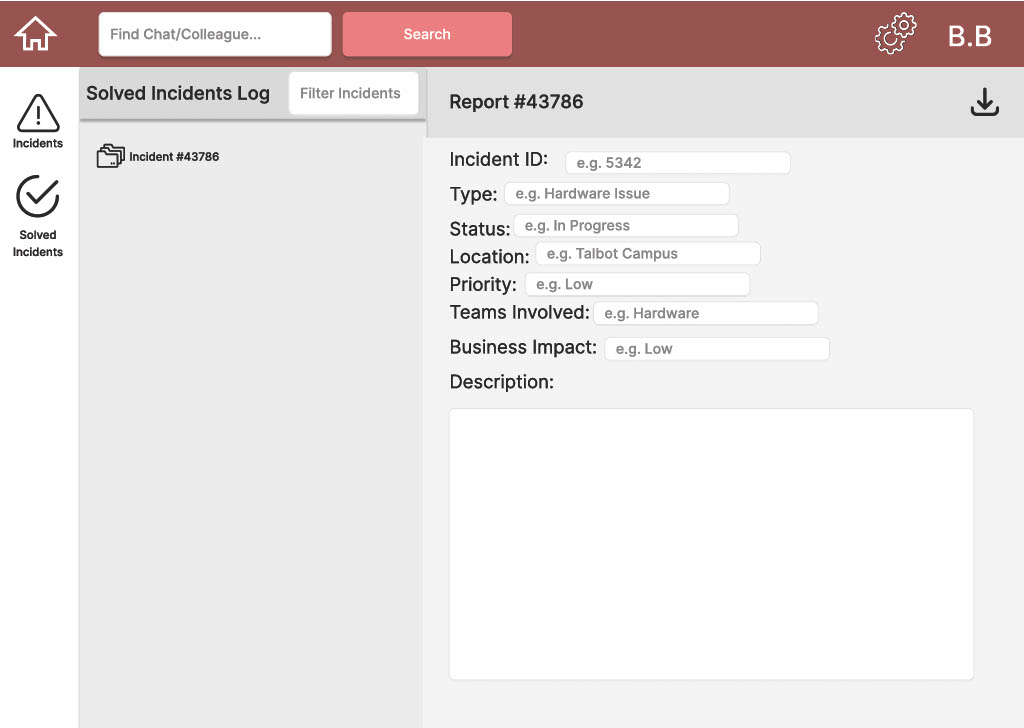 Find Chat/Colleague...
Search
B.B
Incidents
Solved
Incidents
Solved Incidents Log
Filter Incidents
Incident #43786
Report #43786
Incident ID: e.g. 5342
Type: e.g. Hardware Issue
Status: e.g. In Progress
Location: e.g. Talbot Campus
Priority: e.g. Low
Teams Involved: e.g. Hardware
Business Impact: e.g. Low
Description: